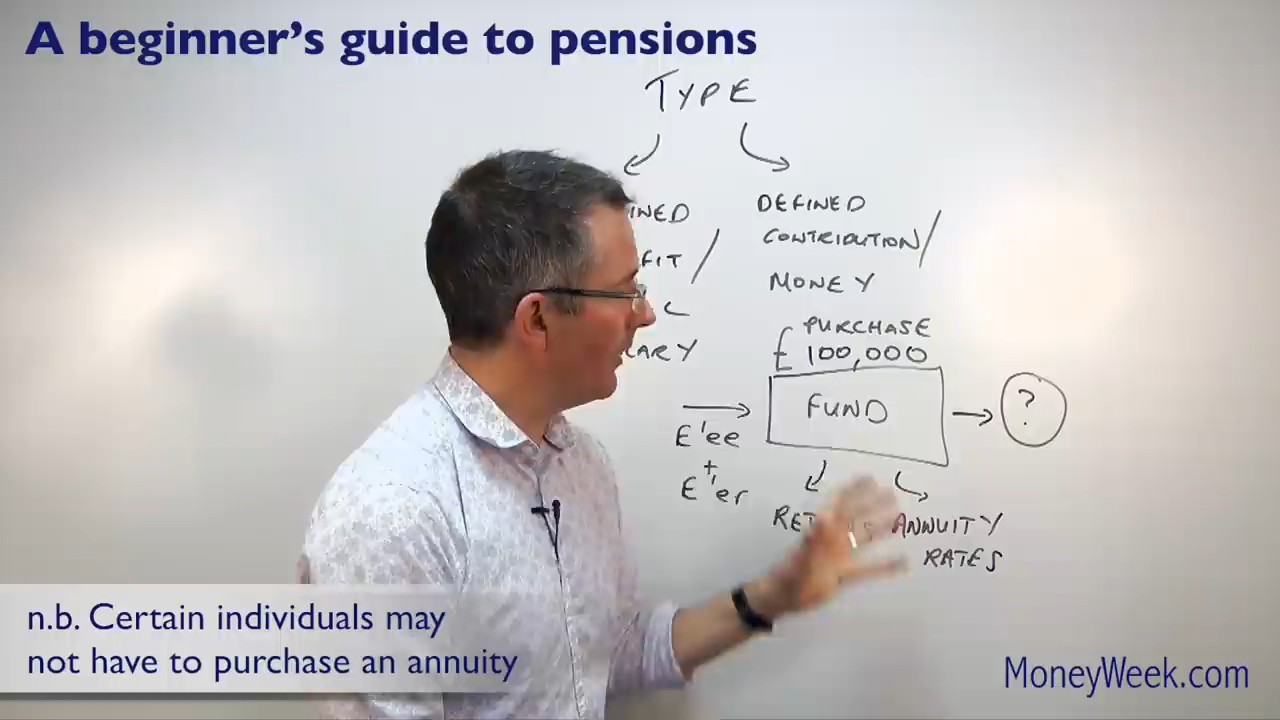 A beginner's guide to pensions
TYPE
DEFINED
CONTRIBUTION/
MONEY
PURCHASE
£100,000
FUND
?
ARY
E'ee
+
E'er
ANNUITY
RATES
n.b. Certain individuals may
not have to purchase an annuity
MoneyWeek.com